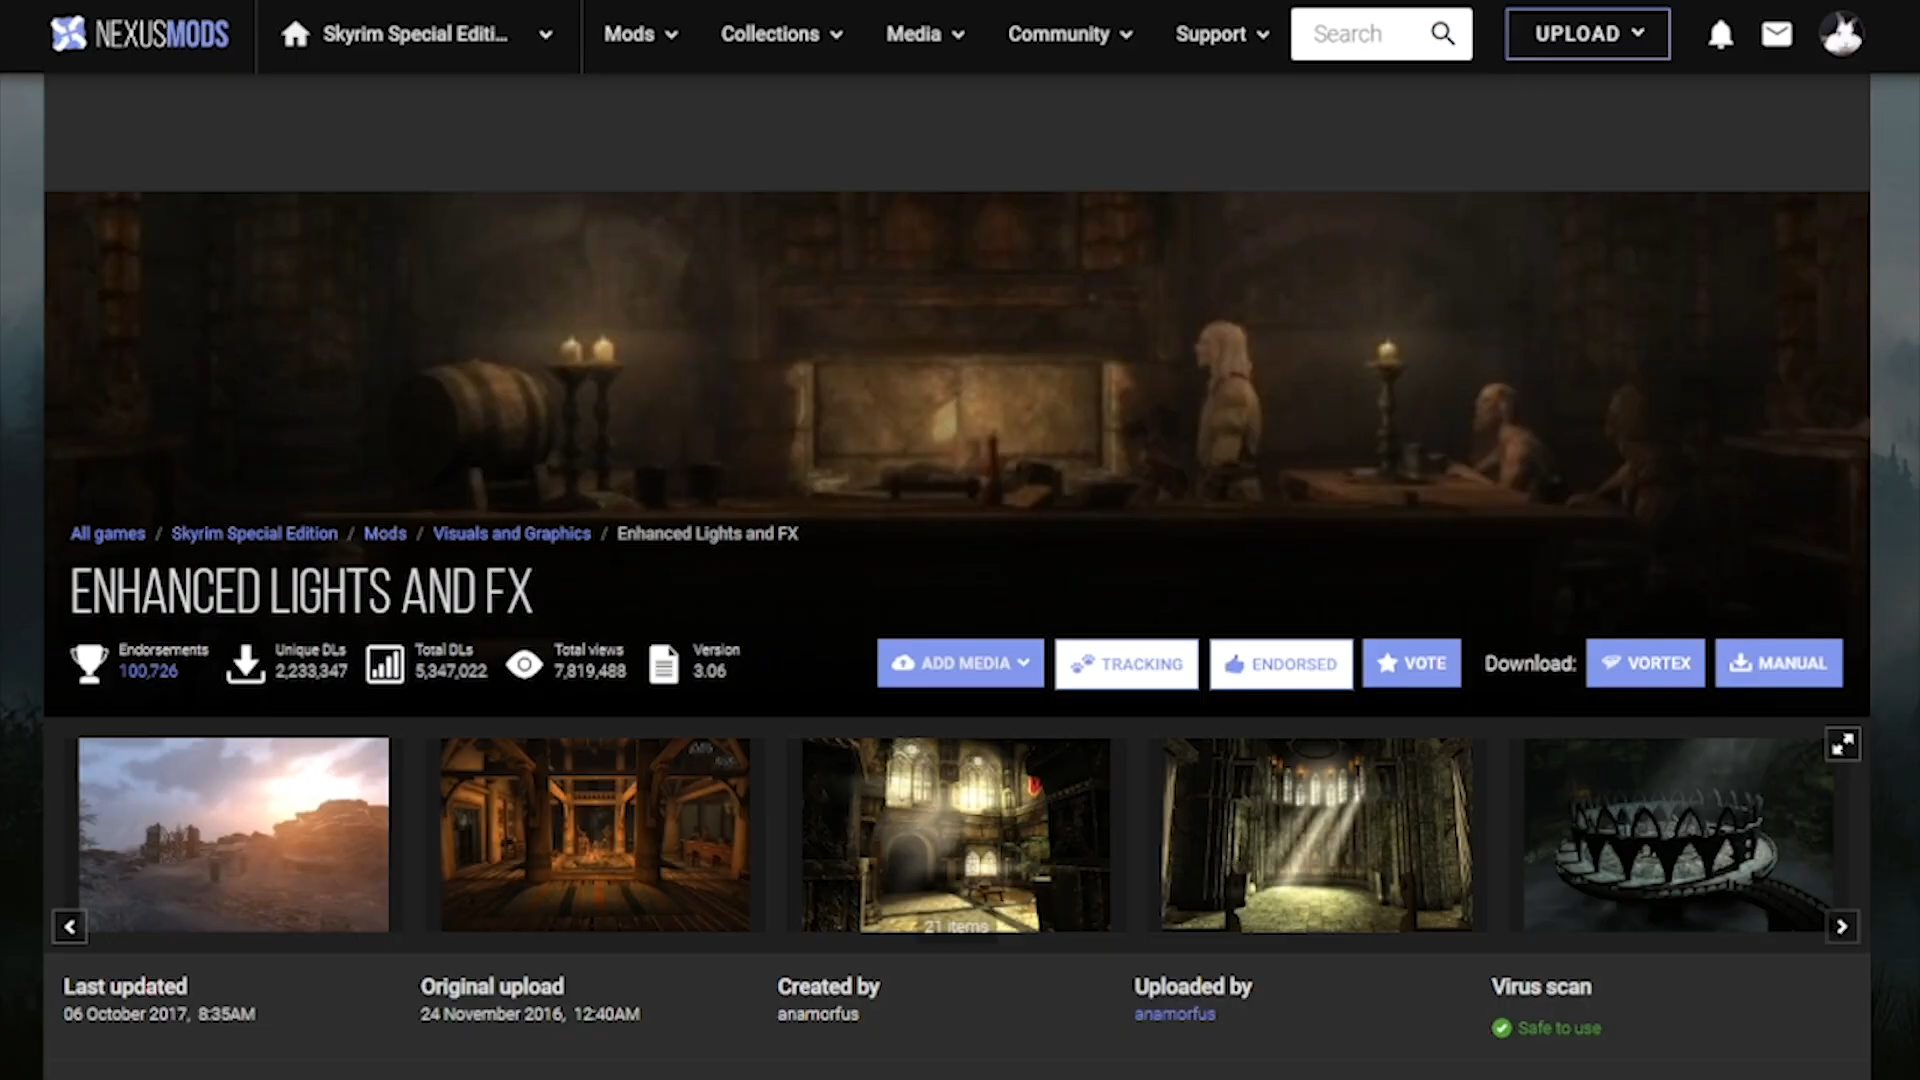 NEXUSMODS
Skyrim Special Editi...
Mods
Collections
Media
Community
Support
Search
UPLOAD
All games / Skyrim Special Edition / Mods / Visuals and Graphics / Enhanced Lights and FX
ENHANCED LIGHTS AND FX
Endorsements
100,726
Unique DLs
2,233,347
Total DLs
5,347,022
Total views
7,819,488
Version
3.06
ADD MEDIA
TRACKING
ENDORSED
VOTE
Download:
VORTEX
MANUAL
21 items
Last updated
06 October 2017, 8:35AM
Original upload
24 November 2016, 12:40AM
Created by
anamorfus
Uploaded by
anamorfus
Virus scan
Safe to use